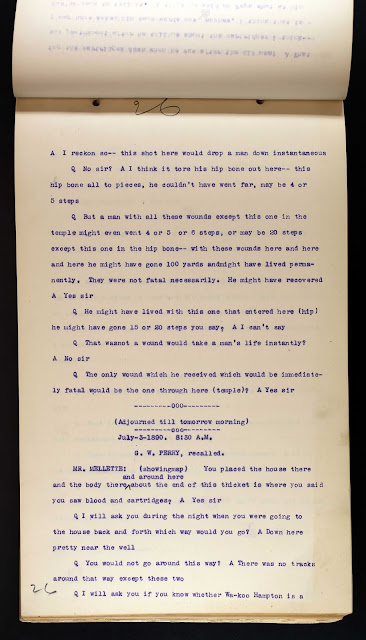 26
A  I reckon so-- this shot here would drop a man down instantaneous
Q  No sir?  A I think it tore his hip bone out here-- this
hip bone all to pieces, he couldn't have went far, may be 4 or
5 steps
Q  But a man with all these wounds except this one in the
temple might even went 4 or 5  or 6 steps, or may be 20 steps
except this one in the hip bone-- with these wounds here and here
and here he might have gone 100 yards andmight have lived perma-
nently.  They were not fatal necessarily.  He might have recovered
A  Yes sir
Q  He might have lived with this one that entered here (hip)
he might have gone 15 or 20 steps you say?  A I can't say
Q  That wasnot a wound would take a man's life instantly?
A  No sir
Q  The only wound which he received which would be immediate-
ly fatal would be the one through here (temple)?  A Yes sir
---------000--------
(Adjourned till tomorrow morning)
---------000--------
July-3-1890.  8:30 A.M.
G. W. PERRY, recalled.
MR. MELLETTE:  (showingmap)   You placed the house there
and around here
and the body there about the end of this thicket is where you said
you saw blood and cartridges?  A  Yes sir
Q I will ask you during the night when you were going to
the house back and forth which way would you go?  A Down here
pretty near the well
Q  You would not go around this way?  A There was no tracks
around that way except these two
26
Q I will ask you if you know whether Wa-koo Hampton is a